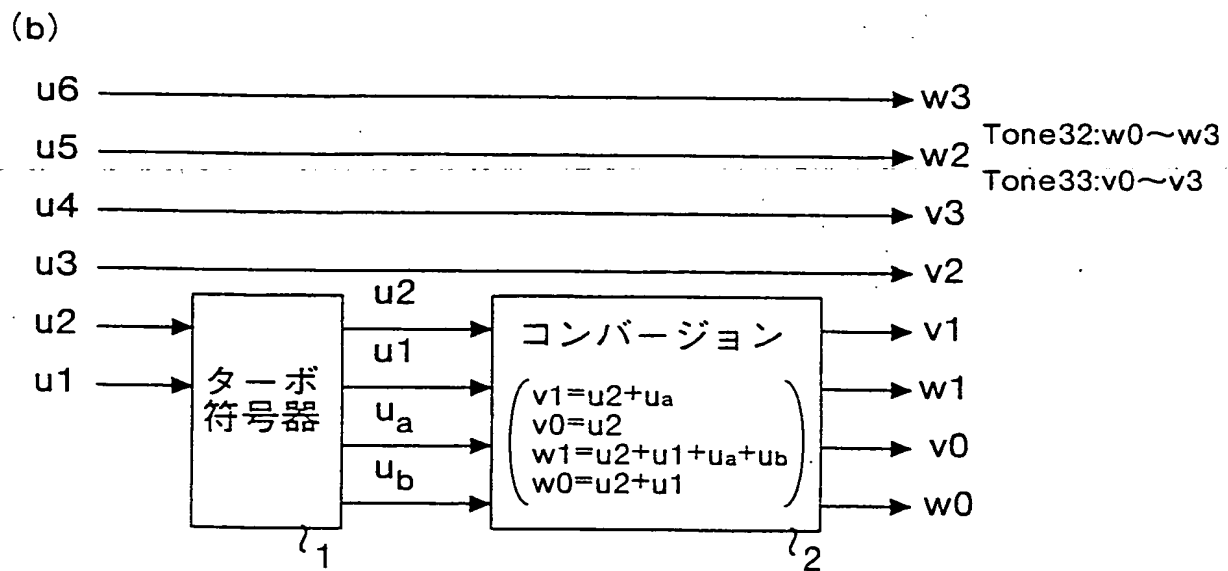 (b)
u6
w3
Tone32:w0～w3
u5
w2
Tone33:v0～v3
u4
v3
u3
v2
u2
u2
コンバージョン
v1
u1
u1
ターボ
符号器
v1=u2+ua
v0=u2
w1=u2+u1+ua+ub
w0=u2+u1
w1
ua
v0
ub
w0
1
2